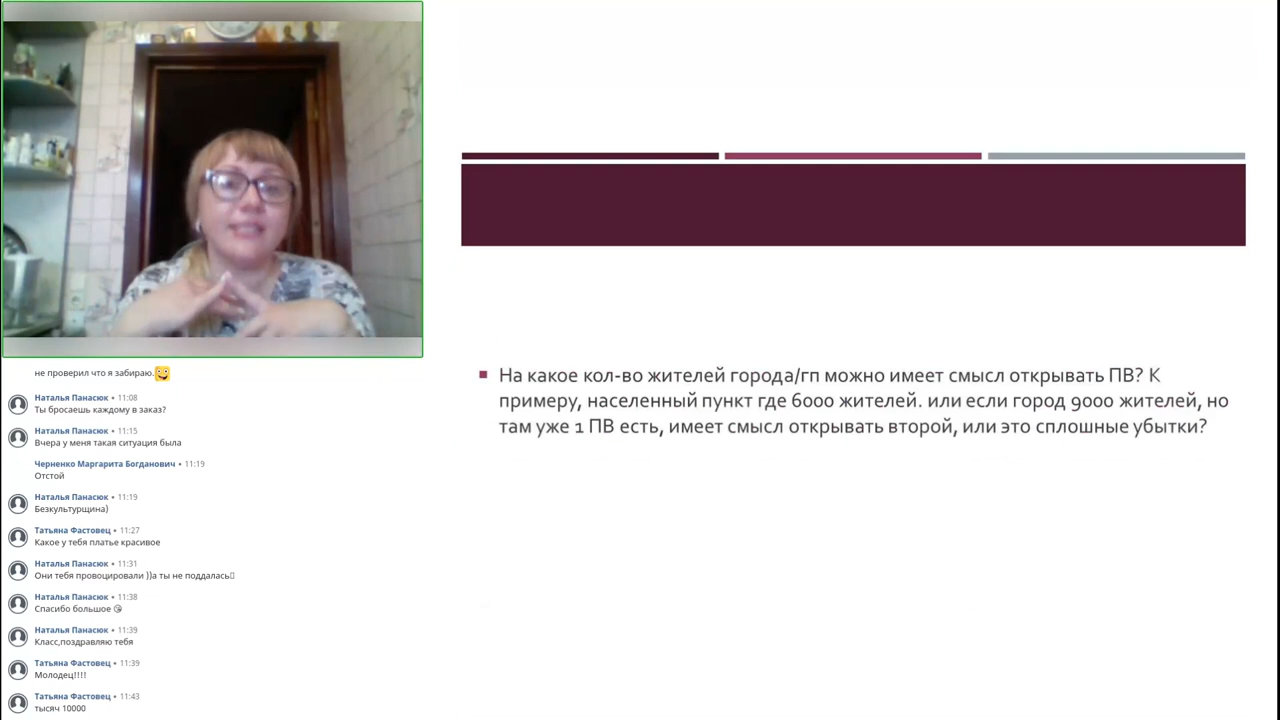 не проверил что я забираю.
Наталья Панасюк • 11:08
Ты бросаешь каждому в заказ?
Наталья Панасюк • 11:15
Вчера у меня такая ситуация была
Черненко Маргарита Богданович • 11:19
Отстой
Наталья Панасюк • 11:19
Безкультурщина)
Татьяна Фастовец • 11:27
Какое у тебя платье красивое
Наталья Панасюк • 11:31
Они тебя провоцировали ))а ты не поддалась
Наталья Панасюк • 11:38
Спасибо большое 😘
Наталья Панасюк • 11:39
Класс,поздравляю тебя
Татьяна Фастовец • 11:39
Молодец!!!!
Татьяна Фастовец • 11:43
тысяч 10000
На какое кол-во жителей города/гп можно имеет смысл открывать ПВ? К
примеру, населенный пункт где 6000 жителей. или если город 9000 жителей, но
там уже 1 ПВ есть, имеет смысл открывать второй, или это сплошные убытки?